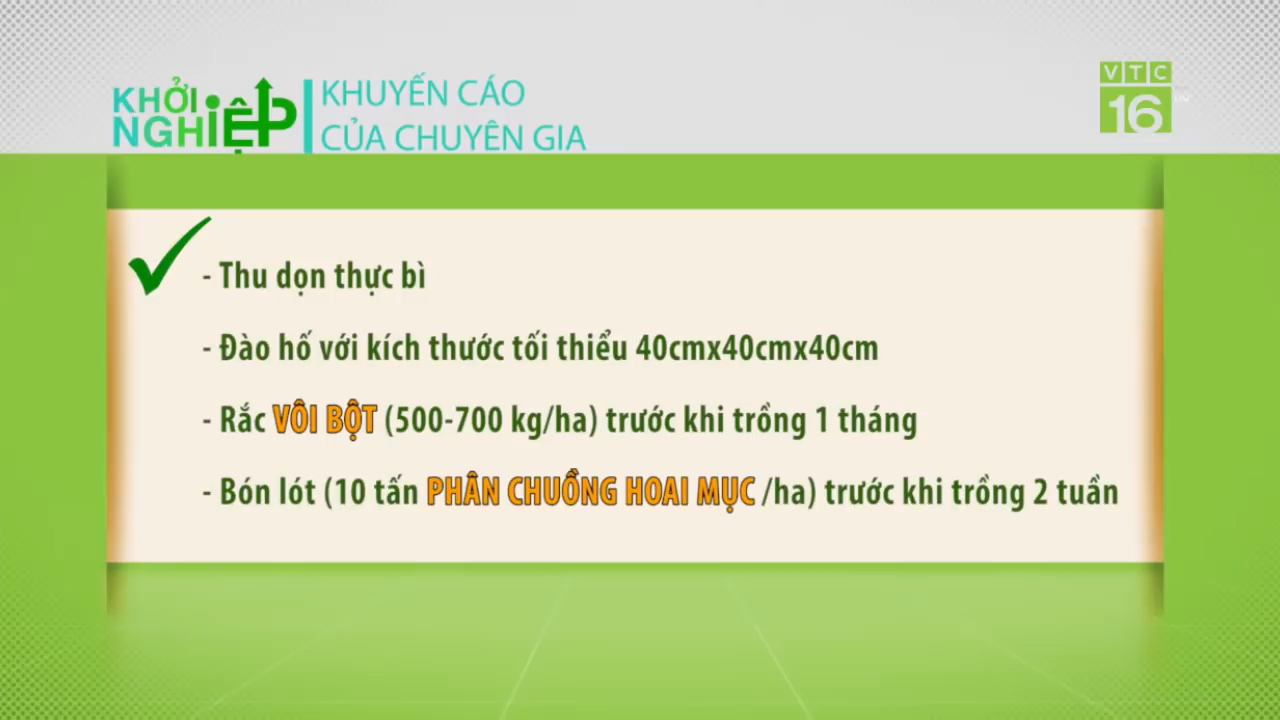 KHỞI NGHIỆP
KHUYẾN CÁO
CỦA CHUYÊN GIA
VTC
16
- Thu dọn thực bì
- Đào hố với kích thước tối thiểu 40cmx40cmx40cm
- Rắc VÔI BỘT (500-700 kg/ha) trước khi trồng 1 tháng
- Bón lót (10 tấn PHÂN CHUỒNG HOAI MỤC /ha) trước khi trồng 2 tuần